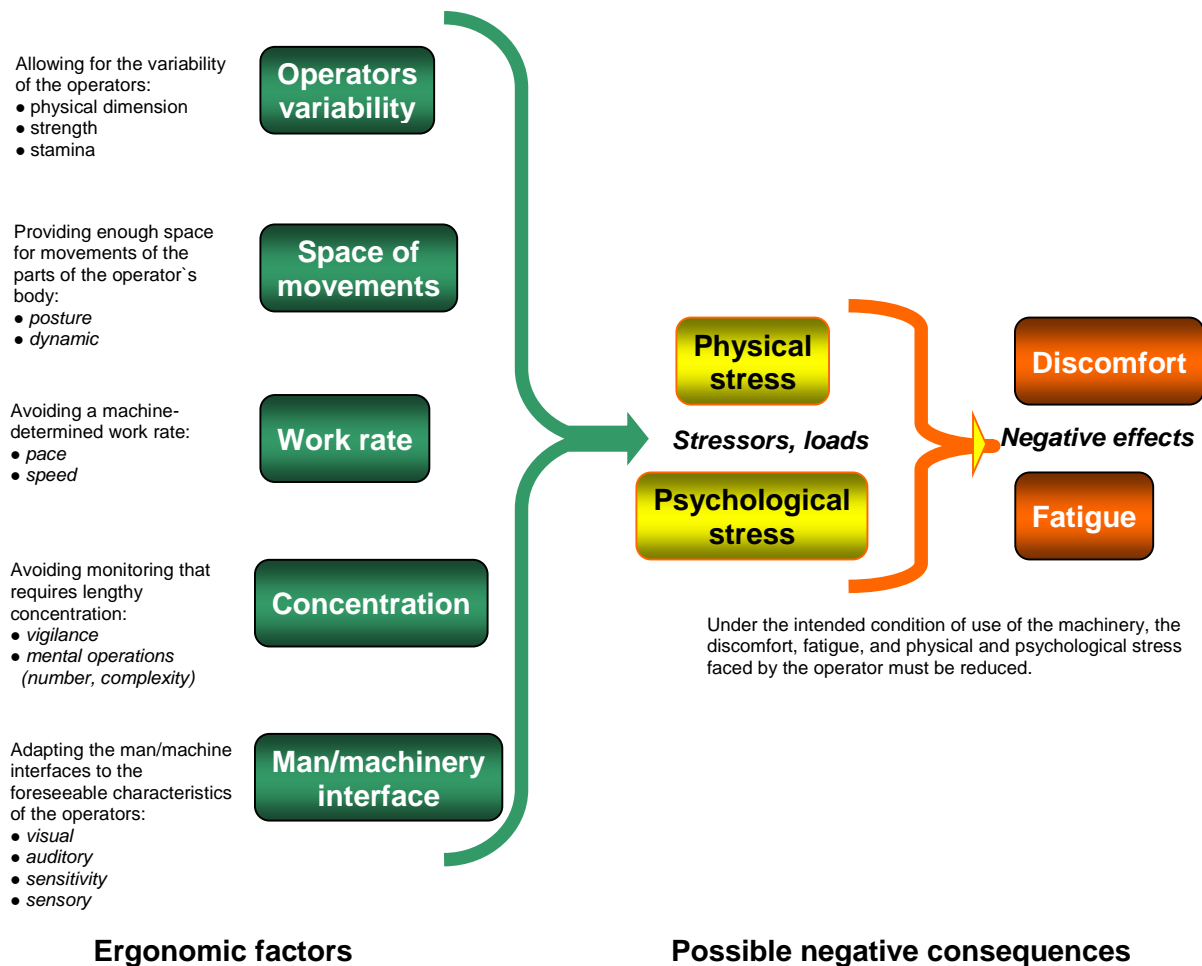 Allowing for the variability
of the operators:
● physical dimension
● strength
● stamina
Operators
variability
Providing enough space
for movements of the
parts of the operator`s
body:
● posture
● dynamic
Space of
movements
Avoiding a machine-
determined work rate:
● pace
● speed
Work rate
Avoiding monitoring that
requires lengthy
concentration:
● vigilance
● mental operations
(number, complexity)
Concentration
Adapting the man/machine
interfaces to the
foreseeable characteristics
of the operators:
● visual
● auditory
● sensitivity
● sensory
Man/machinery
interface
Physical
stress
Stressors, loads
Psychological
stress
Discomfort
Negative effects
Fatigue
Under the intended condition of use of the machinery, the
discomfort, fatigue, and physical and psychological stress
faced by the operator must be reduced.
Ergonomic factors
Possible negative consequences